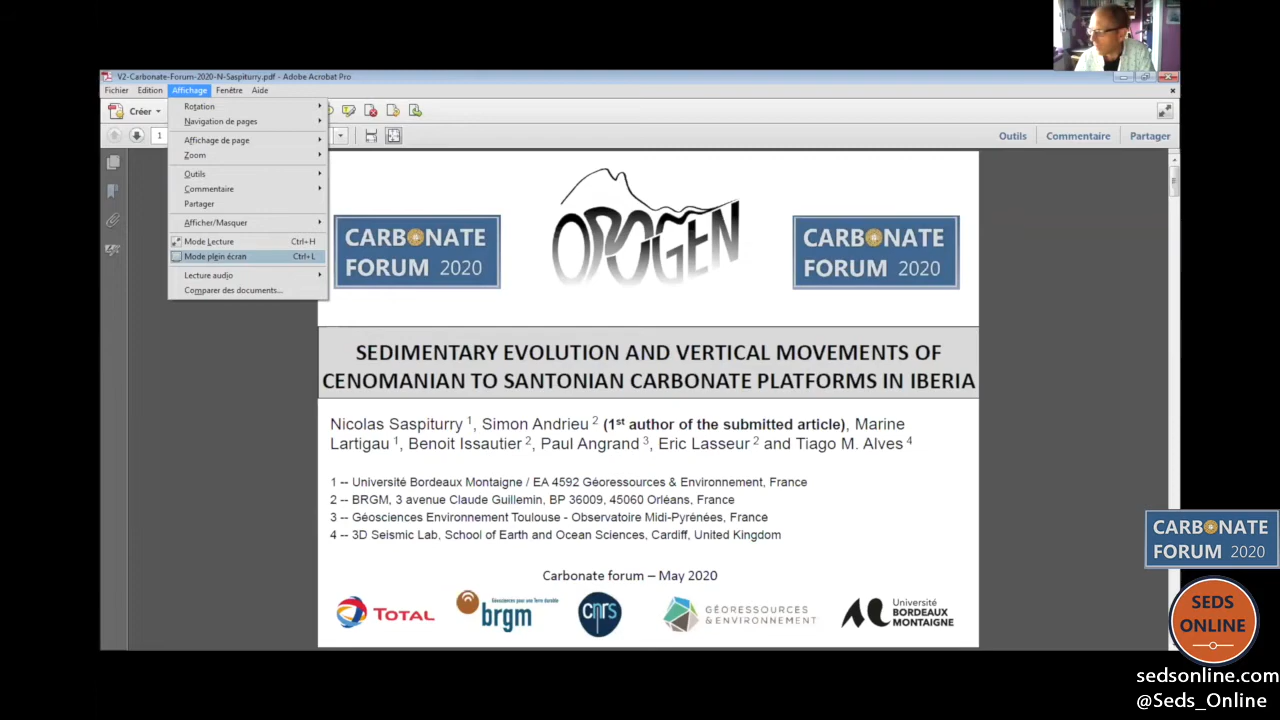 V2-Carbonate-Forum-2020-N-Saspiturry.pdf - Adobe Acrobat Pro
Fichier Edition Affichage Fenêtre Aide
Créer
1
Outils Commentaire Partager
Rotation
Navigation de pages
Affichage de page
Zoom
Outils
Commentaire
Partager
Afficher/Masquer
Mode Lecture Ctrl+H
Mode plein écran Ctrl+L
Lecture audio
Comparer des documents...
CARBONATE
FORUM 2020
OROGEN
CARBONATE
FORUM 2020
SEDIMENTARY EVOLUTION AND VERTICAL MOVEMENTS OF
CENOMANIAN TO SANTONIAN CARBONATE PLATFORMS IN IBERIA
Nicolas Saspiturry 1, Simon Andrieu 2 (1st author of the submitted article), Marine
Lartigau 1, Benoit Issautier 2, Paul Angrand 3, Eric Lasseur 2 and Tiago M. Alves 4
1 -- Université Bordeaux Montaigne / EA 4592 Géoressources & Environnement, France
2 -- BRGM, 3 avenue Claude Guillemin, BP 36009, 45060 Orléans, France
3 -- Géosciences Environnement Toulouse - Observatoire Midi-Pyrénées, France
4 -- 3D Seismic Lab, School of Earth and Ocean Sciences, Cardiff, United Kingdom
Carbonate forum – May 2020
TOTAL
Géosciences pour une Terre durable
brgm
cnrs
GÉORESSOURCES
& ENVIRONNEMENT
Université
BORDEAUX
MONTAIGNE
CARBONATE
FORUM 2020
SEDS
ONLINE
sedsonline.com
@Seds_Online